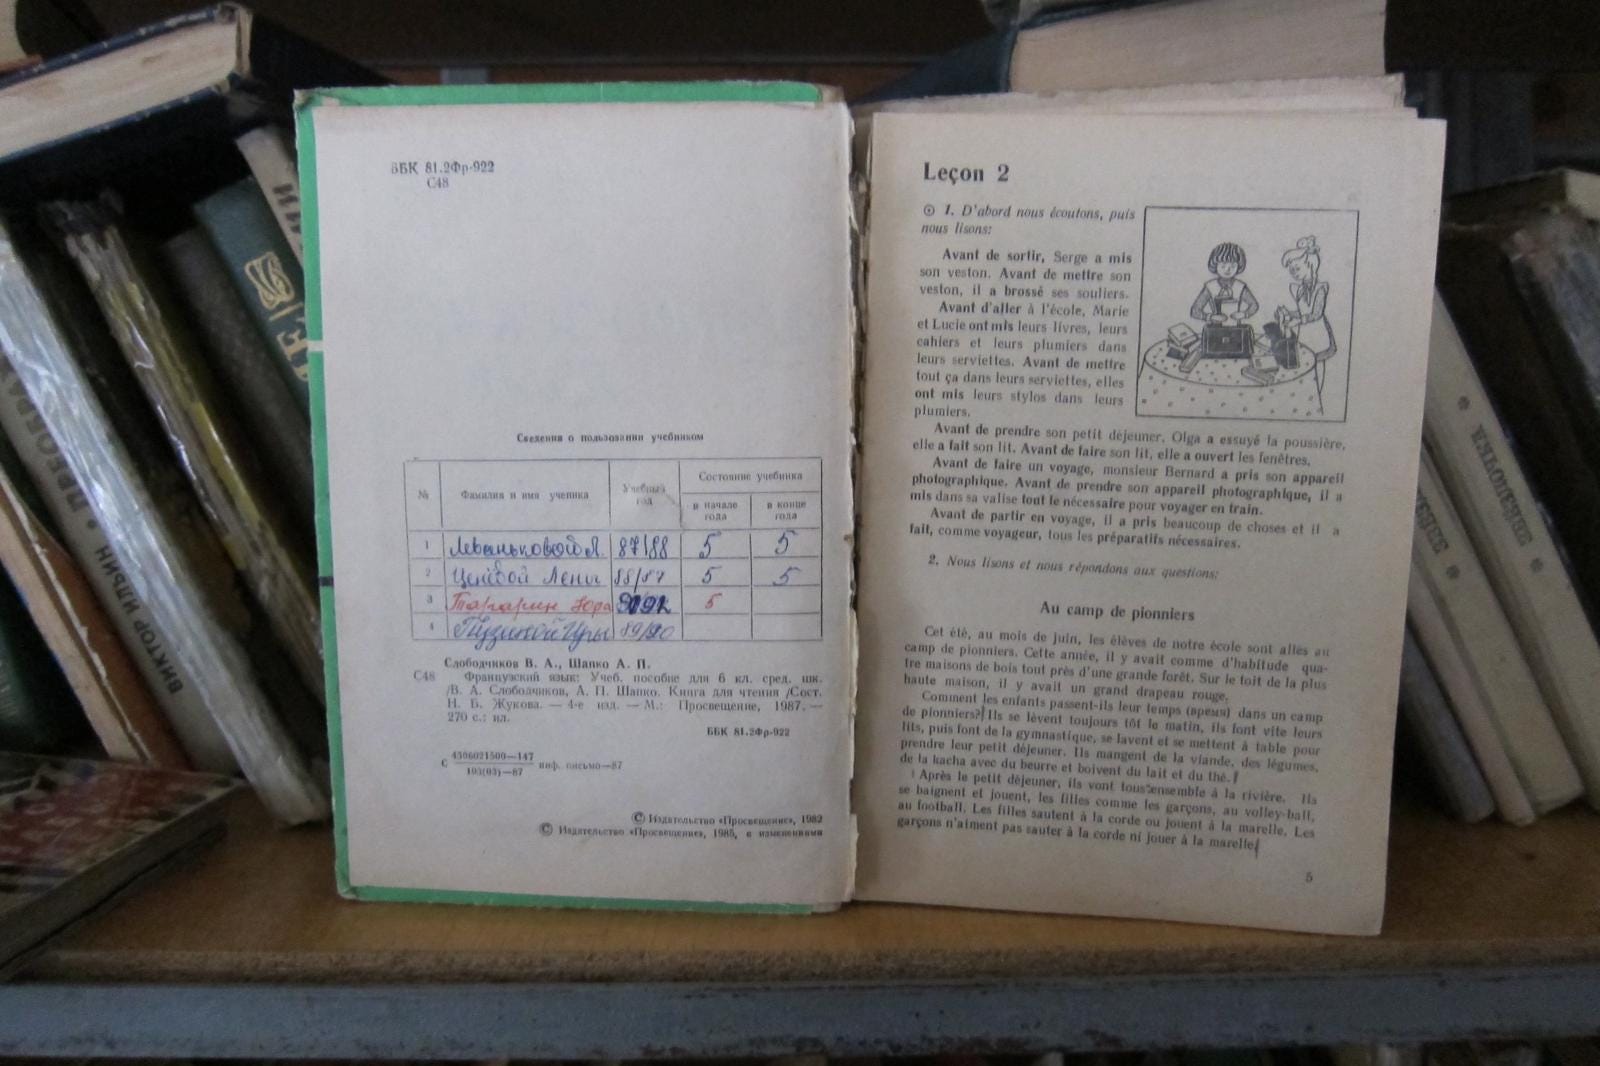 ББК 81.2Фр-922
С48
Сведения о пользовании учебником
№ Фамилия и имя ученика Учебный год Состояние учебника
в начале года в конце года
1 87/88 5 5
2 Ценёвой Лены 88/87 5 5
3 Гагарин Юра 5
4 89/90
Слободчиков В. А., Шапко А. П.
С48 Французский язык: Учеб. пособие для 6 кл. сред. шк.
/В. А. Слободчиков, А. П. Шапко. Книга для чтения /Сост.
Н. Б. Жукова. — 4-е изд. — М.: Просвещение, 1987. —
270 с.: ил.
ББК 81.2Фр-922
4306021500—147
103(03)—87
инф. письмо—87
© Издательство «Просвещение», 1982
© Издательство «Просвещение», 1985, с изменениями
Leçon 2
1. D'abord nous écoutons, puis
nous lisons:
Avant de sortir, Serge a mis
son veston. Avant de mettre son
veston, il a brossé ses souliers.
Avant d'aller à l'école, Marie
et Lucie ont mis leurs livres, leurs
cahiers et leurs plumiers dans
leurs serviettes. Avant de mettre
tout ça dans leurs serviettes, elles
ont mis leurs stylos dans leurs
plumiers.
Avant de prendre son petit déjeuner, Olga a essuyé la poussière,
elle a fait son lit. Avant de faire son lit, elle a ouvert les fenêtres.
Avant de faire un voyage, monsieur Bernard a pris son appareil
photographique. Avant de prendre son appareil photographique, il a
mis dans sa valise tout le nécessaire pour voyager en train.
Avant de partir en voyage, il a pris beaucoup de choses et il a
fait, comme voyageur, tous les préparatifs nécessaires.
2. Nous lisons et nous répondons aux questions:
Au camp de pionniers
Cet été, au mois de juin, les élèves de notre école sont allés au
camp de pionniers. Cette année, il y avait comme d'habitude qua-
tre maisons de bois tout près d'une grande forêt. Sur le toit de la plus
haute maison, il y avait un grand drapeau rouge.
Comment les enfants passent-ils leur temps (время) dans un camp
de pionniers? Ils se lèvent toujours tôt le matin, ils font vite leurs
lits, puis font de la gymnastique, se lavent et se mettent à table pour
prendre leur petit déjeuner. Ils mangent de la viande, des légumes,
de la kacha avec du beurre et boivent du lait et du thé.
Après le petit déjeuner, ils vont tous ensemble à la rivière. Ils
se baignent et jouent, les filles comme les garçons, au volley-ball,
au football. Les filles sautent à la corde ou jouent à la marelle. Les
garçons n'aiment pas sauter à la corde ni jouer à la marelle.
5
ВИКТОР ИЛЬИН
ЗВЕЗДОЧКА